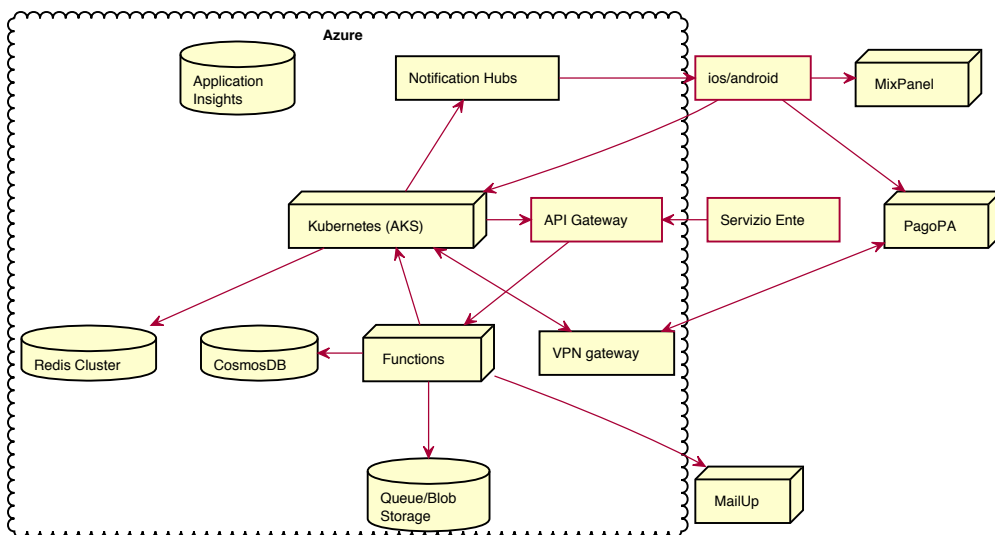 Azure
Application
Insights
Notification Hubs
ios/android
MixPanel
Kubernetes (AKS)
API Gateway
Servizio Ente
PagoPA
Redis Cluster
CosmosDB
Functions
VPN gateway
Queue/Blob
Storage
MailUp